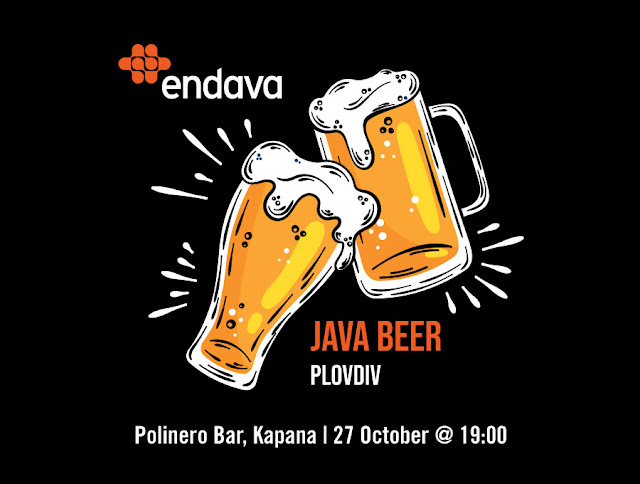 endava
JAVA BEER
PLOVDIV
Polinero Bar, Kapana | 27 October @ 19:00